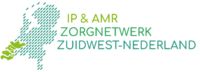 IP & AMR
ZORGNETWERK
ZUIDWEST-NEDERLAND